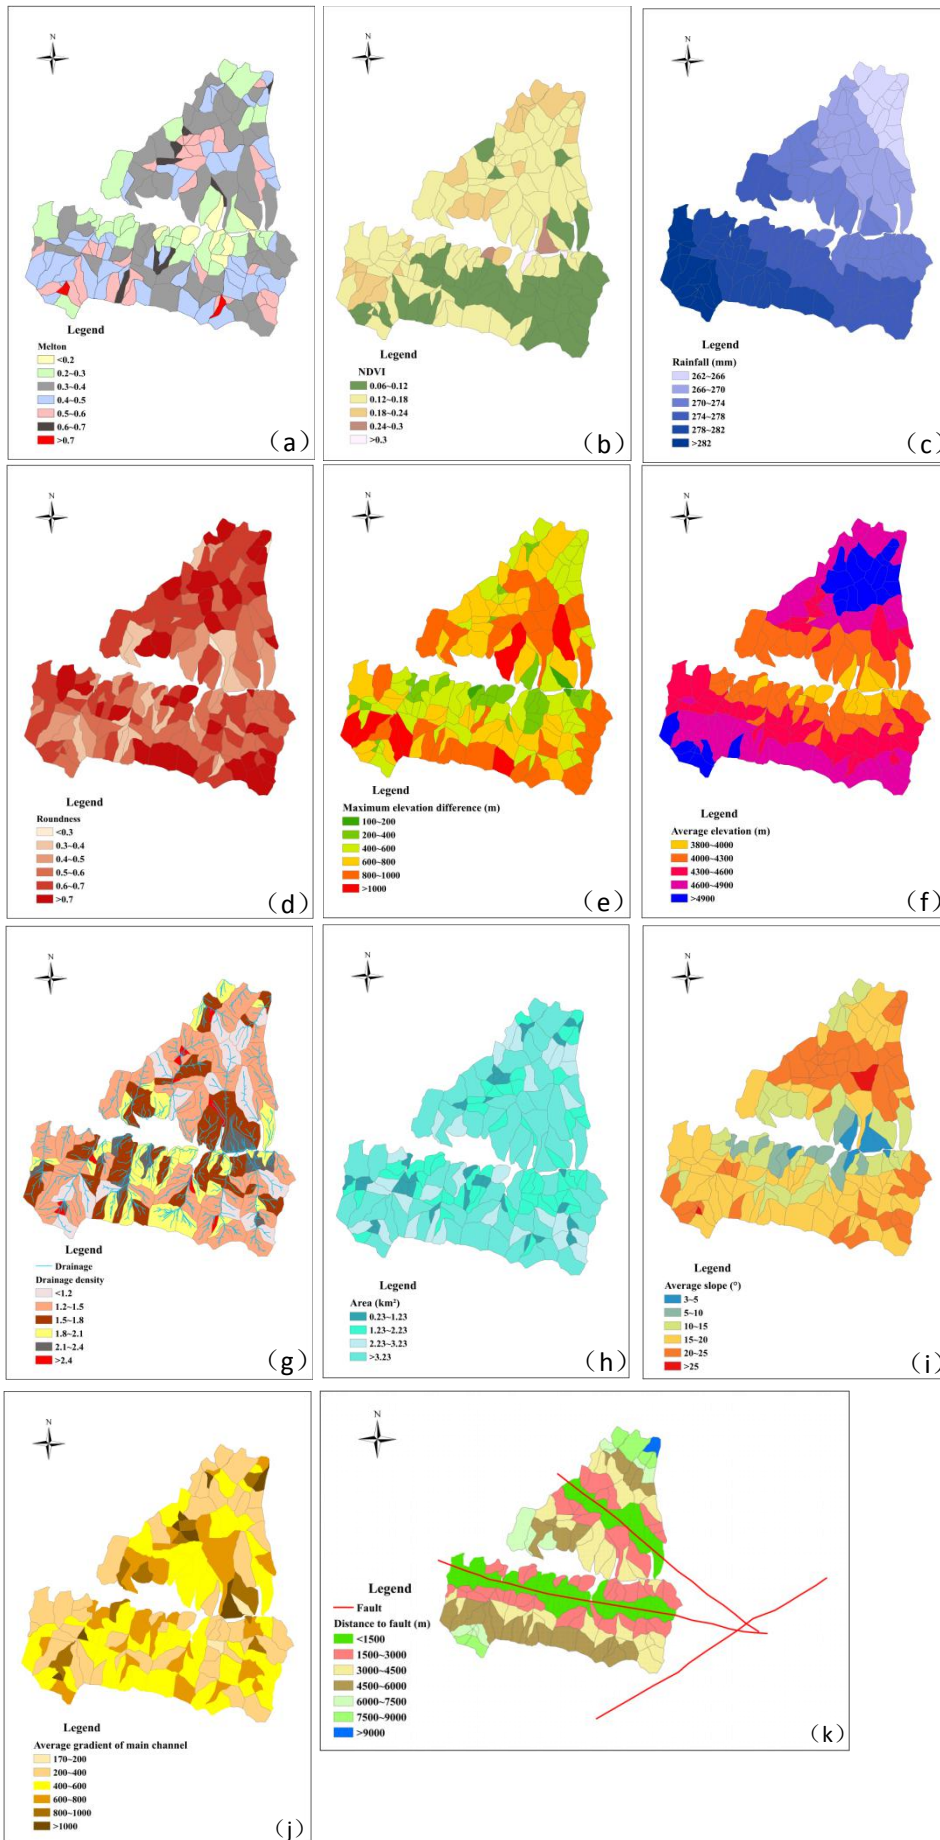 N
Legend
Melton
<0.2
0.2~0.3
0.3~0.4
0.4~0.5
0.5~0.6
0.6~0.7
>0.7
(a)
N
Legend
NDVI
0.06~0.12
0.12~0.18
0.18~0.24
0.24~0.3
>0.3
(b)
N
Legend
Rainfall (mm)
262~266
266~270
270~274
274~278
278~282
>282
(c)
N
Legend
Roundness
<0.3
0.3~0.4
0.4~0.5
0.5~0.6
0.6~0.7
>0.7
(d)
N
Legend
Maximum elevation difference (m)
100~200
200~400
400~600
600~800
800~1000
>1000
(e)
N
Legend
Average elevation (m)
3800~4000
4000~4300
4300~4600
4600~4900
>4900
(f)
N
Legend
Drainage
Drainage density
<1.2
1.2~1.5
1.5~1.8
1.8~2.1
2.1~2.4
>2.4
(g)
N
Legend
Area (km²)
0.23~1.23
1.23~2.23
2.23~3.23
>3.23
(h)
N
Legend
Average slope (°)
3~5
5~10
10~15
15~20
20~25
>25
(i)
N
Legend
Average gradient of main channel
170~200
200~400
400~600
600~800
800~1000
>1000
(j)
N
Legend
Fault
Distance to fault (m)
<1500
1500~3000
3000~4500
4500~6000
6000~7500
7500~9000
>9000
(k)